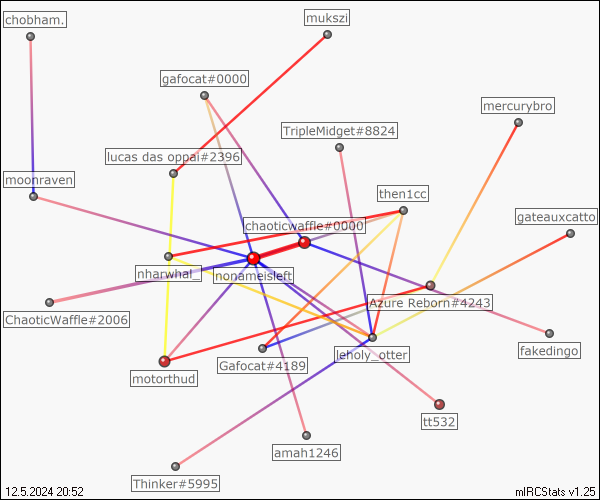 chobham.
mukszi
gafocat#0000
mercurybro
TripleMidget#8824
lucas das oppai#2396
moonraven
then1cc
gateauxcatto
chaoticwaffle#0000
nharwhal_
nonameisleft
Azure Reborn#4243
ChaoticWaffle#2006
fakedingo
leholy_otter
Gafocat#4189
motorthud
tt532
amah1246
Thinker#5995
12.5.2024 20:52
mIRCStats v1.25